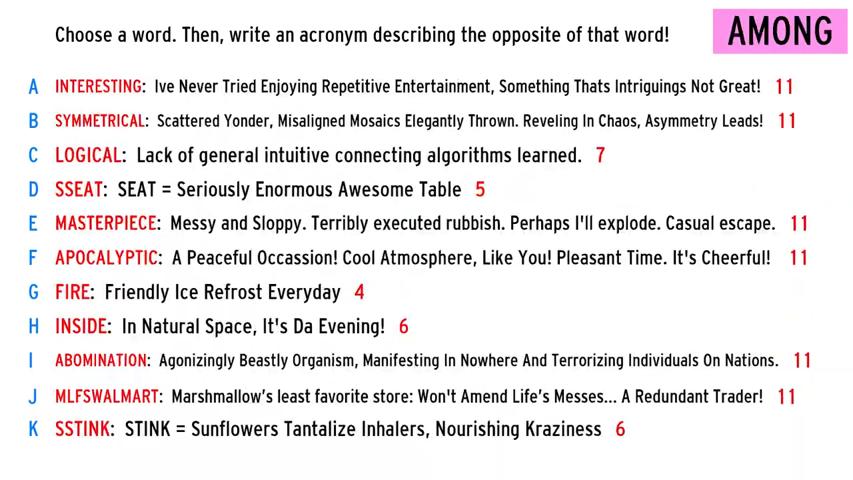 Choose a word. Then, write an acronym describing the opposite of that word!
AMONG
A INTERESTING: Ive Never Tried Enjoying Repetitive Entertainment, Something Thats Intriguings Not Great! 11
B SYMMETRICAL: Scattered Yonder, Misaligned Mosaics Elegantly Thrown. Reveling In Chaos, Asymmetry Leads! 11
C LOGICAL: Lack of general intuitive connecting algorithms learned. 7
D SSEAT: SEAT = Seriously Enormous Awesome Table 5
E MASTERPIECE: Messy and Sloppy. Terribly executed rubbish. Perhaps I'll explode. Casual escape. 11
F APOCALYPTIC: A Peaceful Occassion! Cool Atmosphere, Like You! Pleasant Time. It's Cheerful! 11
G FIRE: Friendly Ice Refrost Everyday 4
H INSIDE: In Natural Space, It's Da Evening! 6
I ABOMINATION: Agonizingly Beastly Organism, Manifesting In Nowhere And Terrorizing Individuals On Nations. 11
J MLFSWALMART: Marshmallow's least favorite store: Won't Amend Life's Messes... A Redundant Trader! 11
K SSTINK: STINK = Sunflowers Tantalize Inhalers, Nourishing Kraziness 6